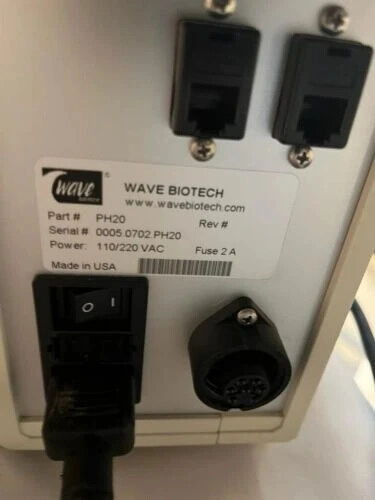 wave
BIOTECH
®
WAVE BIOTECH
www.wavebiotech.com
Part # PH20 Rev #
Serial # 0005.0702.PH20
Power: 110/220 VAC Fuse 2 A
Made in USA
O I